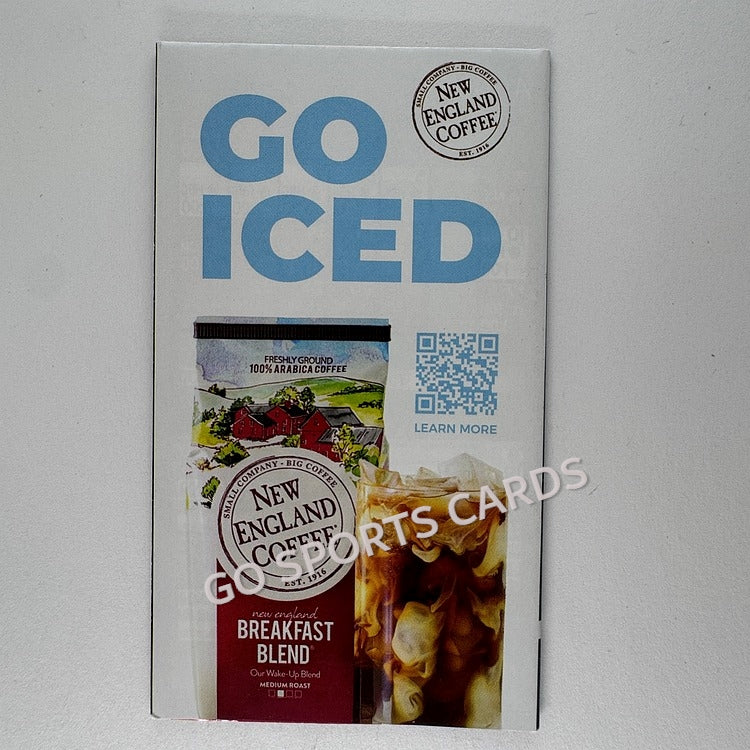 GO
ICED
SMALL COMPANY - BIG COFFEE
NEW
ENGLAND
COFFEE
EST. 1916
LEARN MORE
FRESHLY GROUND
100% ARABICA COFFEE
SMALL COMPANY - BIG COFFEE
NEW
ENGLAND
COFFEE
EST. 1916
new england
BREAKFAST
BLEND
Our Wake-Up Blend
MEDIUM ROAST
GO SPORTS CARDS